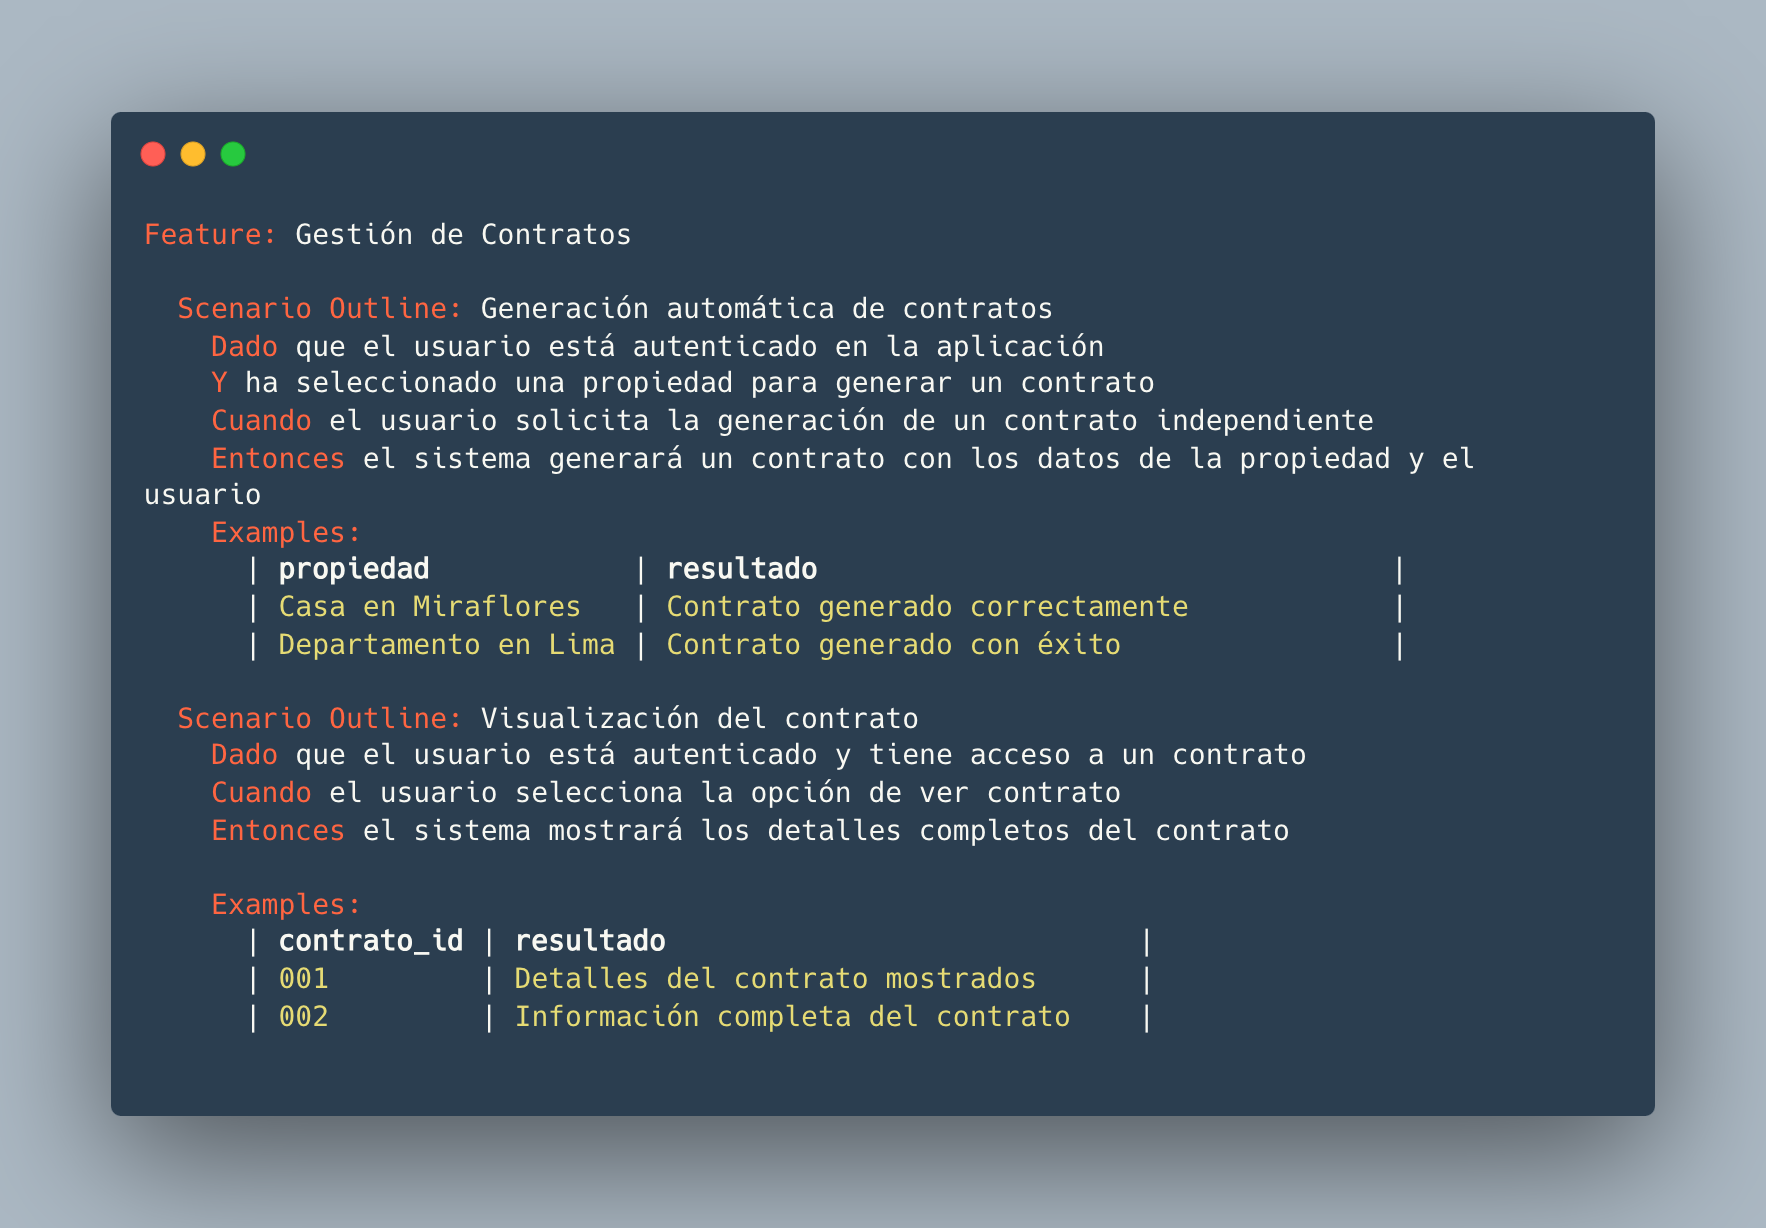 Feature: Gestión de Contratos
Scenario Outline: Generación automática de contratos
Dado que el usuario está autenticado en la aplicación
Y ha seleccionado una propiedad para generar un contrato
Cuando el usuario solicita la generación de un contrato independiente
Entonces el sistema generará un contrato con los datos de la propiedad y el
usuario
Examples:
| propiedad | resultado |
| Casa en Miraflores | Contrato generado correctamente |
| Departamento en Lima | Contrato generado con éxito |
Scenario Outline: Visualización del contrato
Dado que el usuario está autenticado y tiene acceso a un contrato
Cuando el usuario selecciona la opción de ver contrato
Entonces el sistema mostrará los detalles completos del contrato
Examples:
| contrato_id | resultado |
| 001 | Detalles del contrato mostrados |
| 002 | Información completa del contrato |